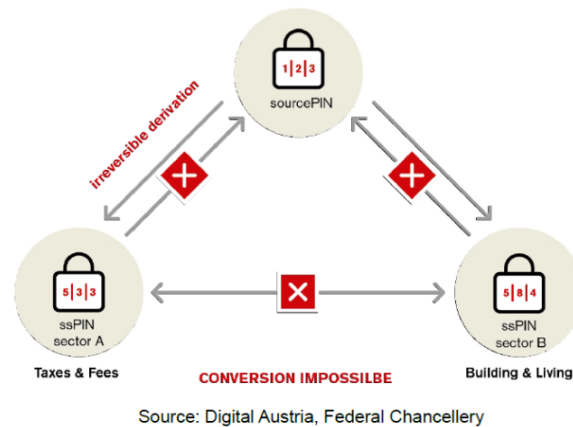 1|2|3
sourcePIN
irreversible derivation
5|3|3
ssPIN
sector A
Taxes & Fees
5|8|4
ssPIN
sector B
Building & Living
CONVERSION IMPOSSILBE
Source: Digital Austria, Federal Chancellery